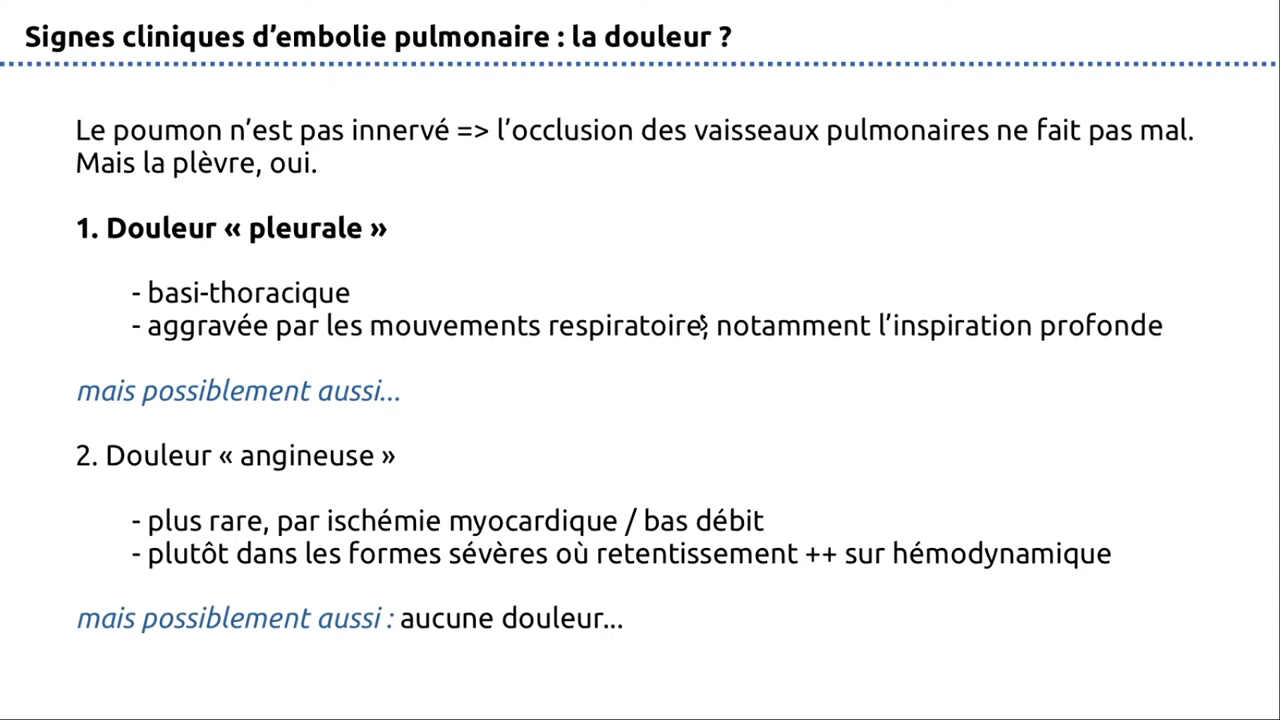 Signes cliniques d’embolie pulmonaire : la douleur ?
Le poumon n’est pas innervé => l’occlusion des vaisseaux pulmonaires ne fait pas mal.
Mais la plèvre, oui.
1. Douleur « pleurale »
- basi-thoracique
- aggravée par les mouvements respiratoires, notamment l’inspiration profonde
mais possiblement aussi...
2. Douleur « angineuse »
- plus rare, par ischémie myocardique / bas débit
- plutôt dans les formes sévères où retentissement ++ sur hémodynamique
mais possiblement aussi : aucune douleur...